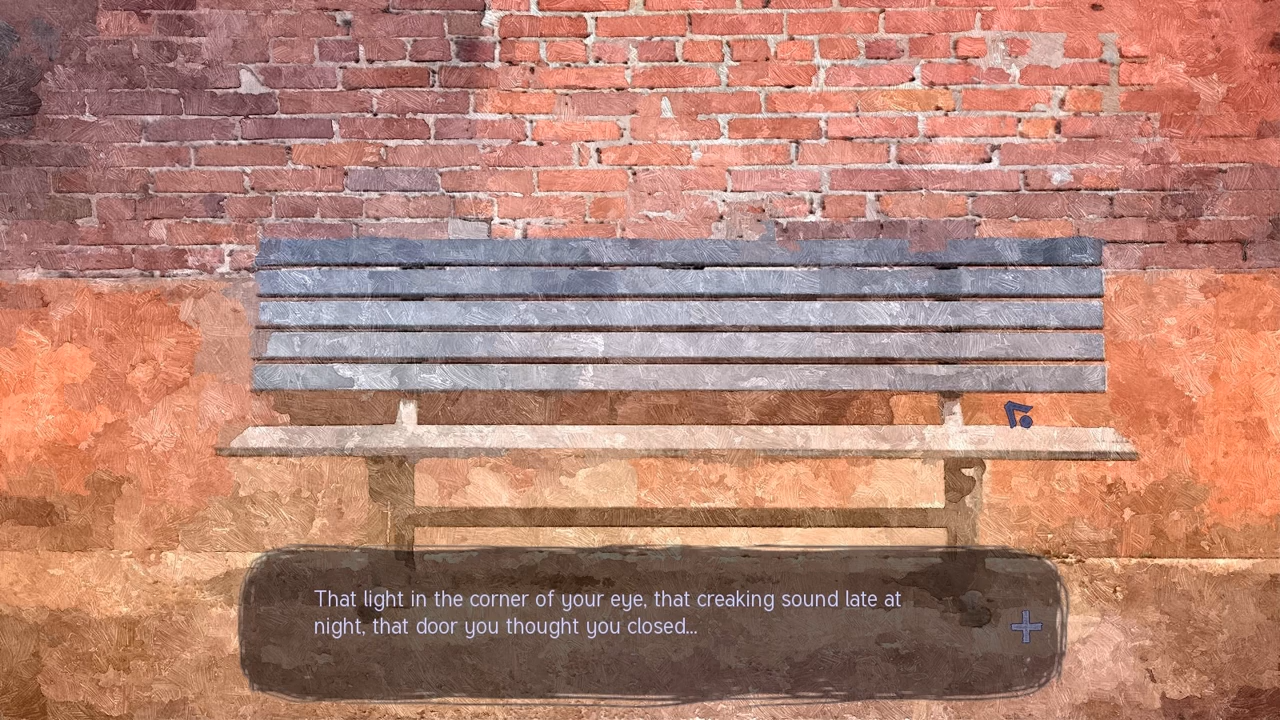 That light in the corner of your eye, that creaking sound late at
night, that door you thought you closed...